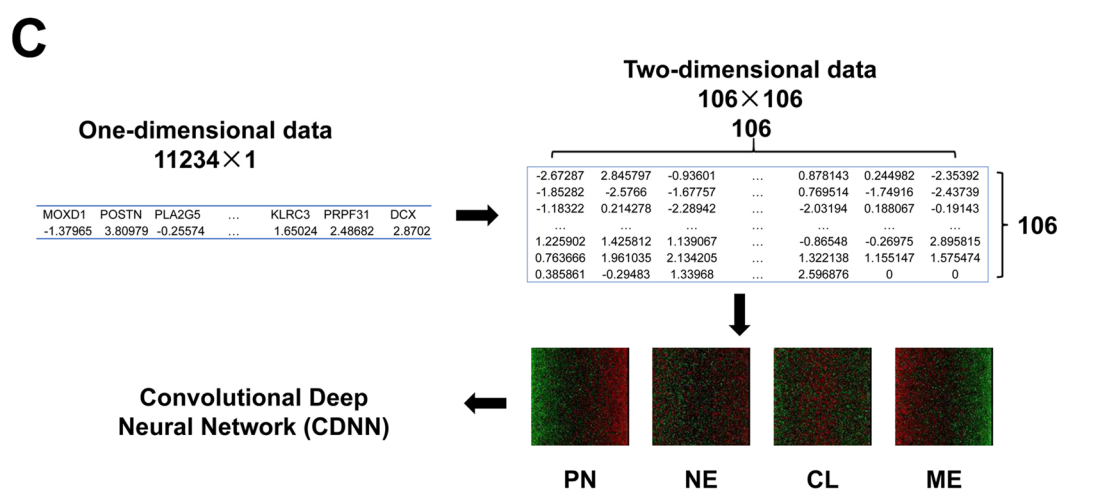 C
One-dimensional data
11234×1
MOXD1 POSTN PLA2G5 … KLRC3 PRPF31 DCX
-1.37965 3.80979 -0.25574 … 1.65024 2.48682 2.8702
Two-dimensional data
106×106
106
-2.67287 2.845797 -0.93601 … 0.878143 0.244982 -2.35392
-1.85282 -2.5766 -1.67757 … 0.769514 -1.74916 -2.43739
-1.18322 0.214278 -2.28942 … -2.03194 0.188067 -0.19143
… … … … … …
1.225902 1.425812 1.139067 … -0.86548 -0.26975 2.895815
0.763666 1.961035 2.134205 … 1.322138 1.155147 1.575474
0.385861 -0.29483 1.33968 … 2.596876 0 0
106
PN NE CL ME
Convolutional Deep
Neural Network (CDNN)